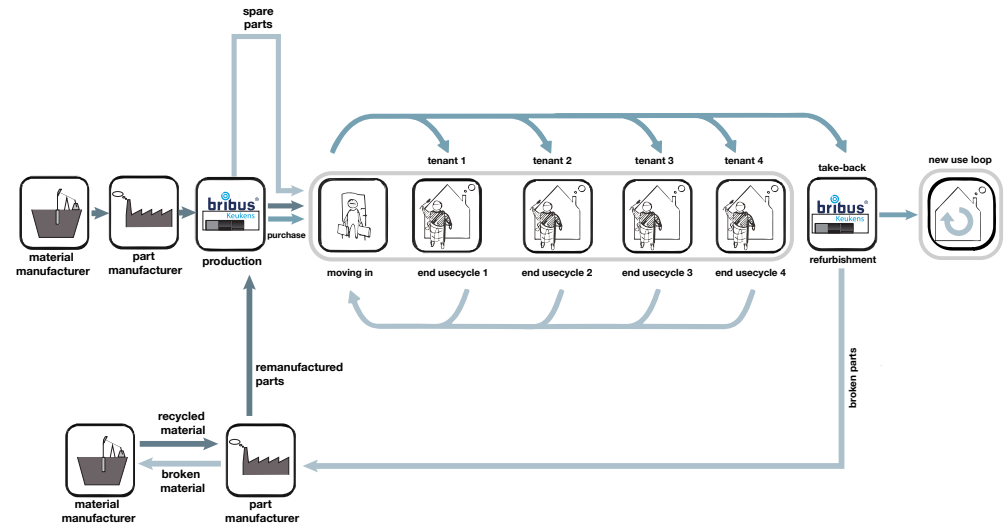 spare
parts
tenant 1
tenant 2
tenant 3
tenant 4
take-back
new use loop
bribus®
Keukens
bribus®
Keukens
purchase
material
manufacturer
part
manufacturer
production
moving in
end usecycle 1
end usecycle 2
end usecycle 3
end usecycle 4
refurbishment
broken parts
remanufactured
parts
recycled
material
broken
material
material
manufacturer
part
manufacturer